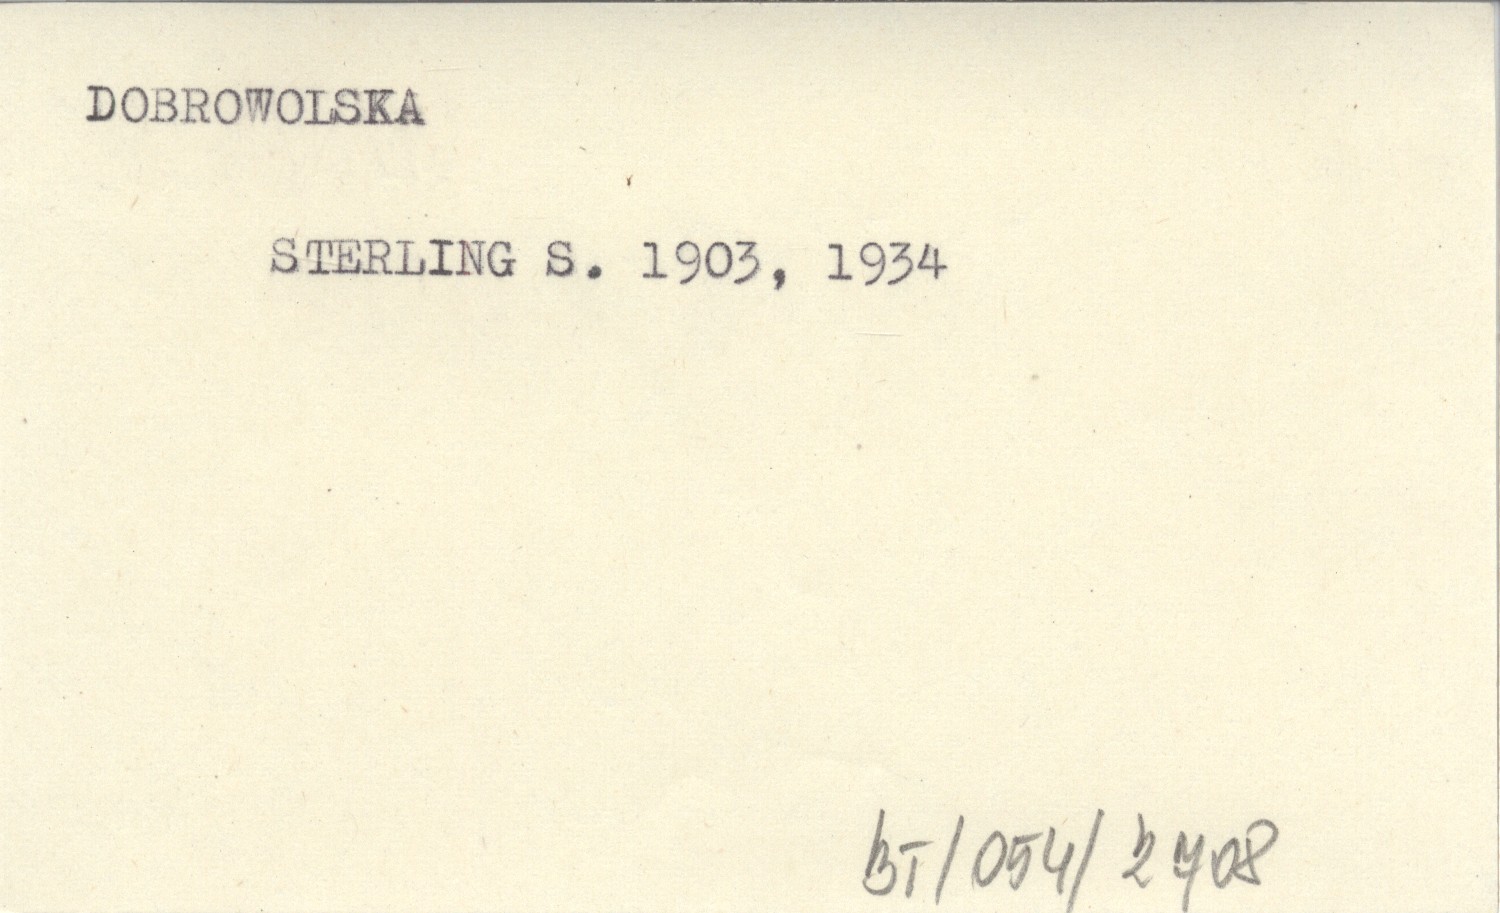 DOBROWOLSKA
STERLING S. 1903, 1934
BT/054/2708